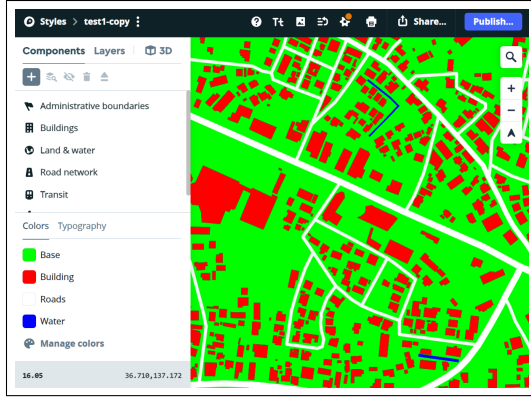 Styles > test1-copy
Share...
Publish...
Components Layers 3D
Administrative boundaries
Buildings
Land & water
Road network
Transit
Colors Typography
Base
Building
Roads
Water
Manage colors
16.05 36.710,137.172